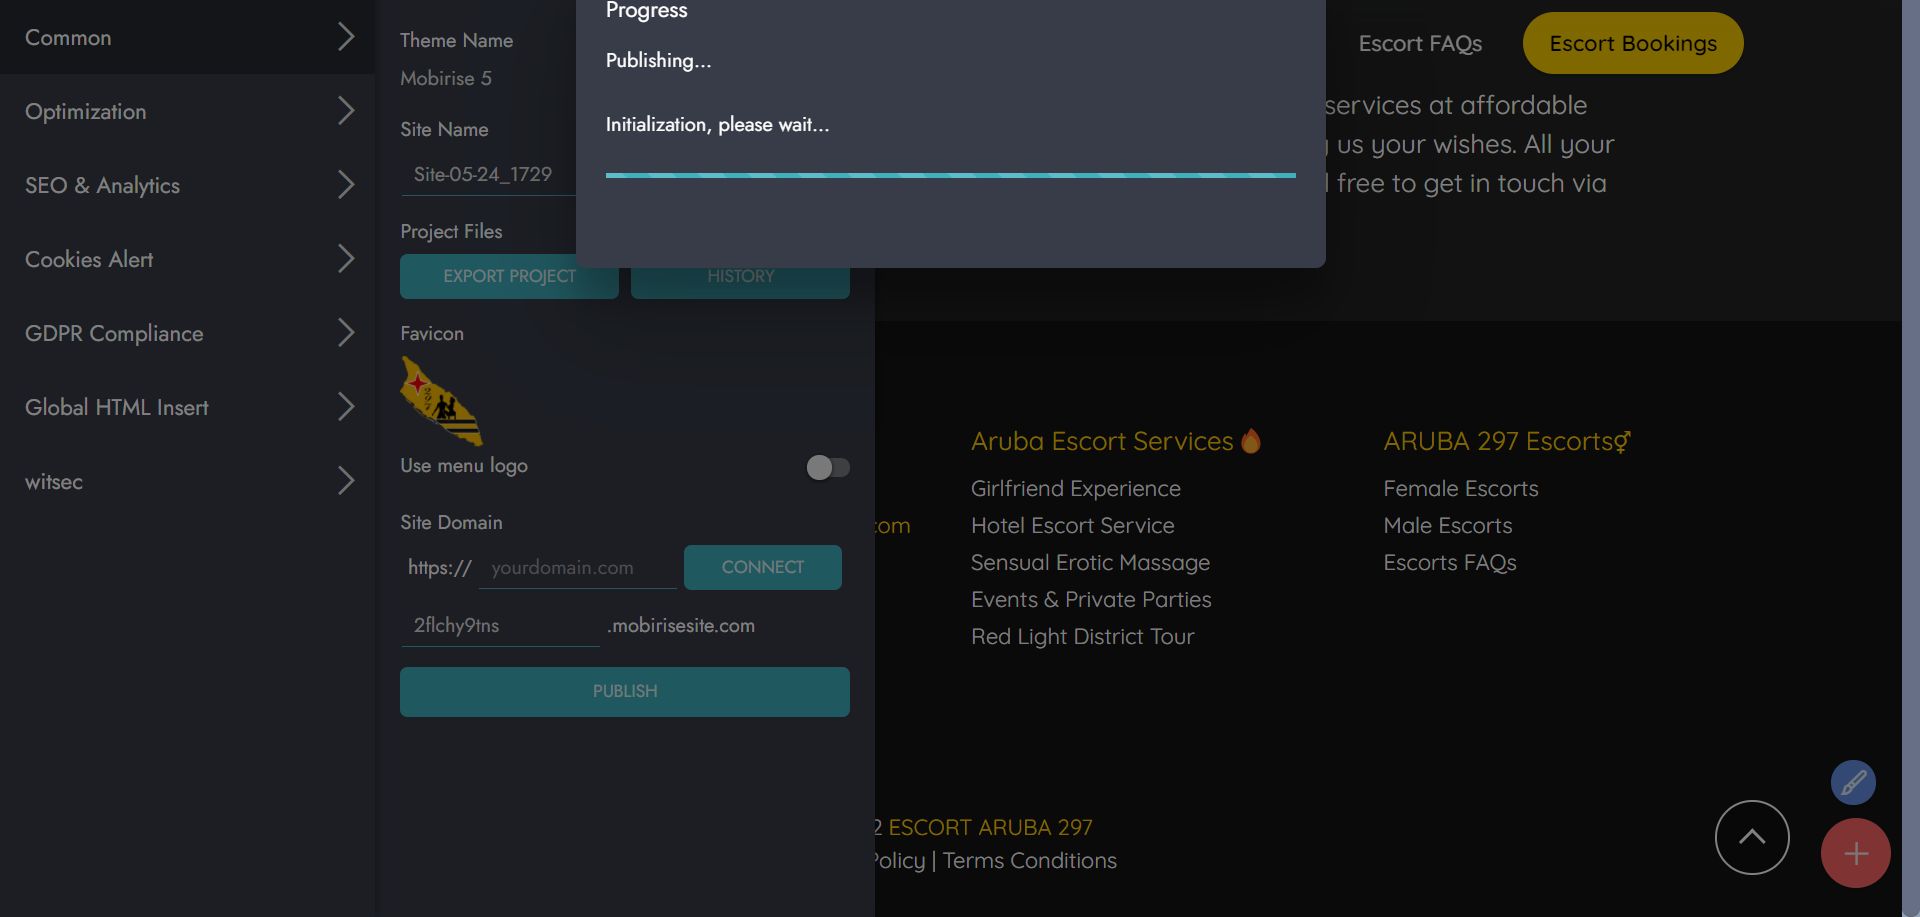 Common
Optimization
SEO & Analytics
Cookies Alert
GDPR Compliance
Global HTML Insert
witsec
Theme Name
Mobirise 5
Site Name
Site-05-24_1729
Project Files
EXPORT PROJECT
HISTORY
Favicon
Use menu logo
Site Domain
https://
yourdomain.com
CONNECT
2flchy9tns
.mobirisesite.com
PUBLISH
Progress
Publishing...
Initialization, please wait...
Escort FAQs
Escort Bookings
services at affordable
us your wishes. All your
free to get in touch via
.com
Aruba Escort Services
Girlfriend Experience
Hotel Escort Service
Sensual Erotic Massage
Events & Private Parties
Red Light District Tour
ARUBA 297 Escorts⚥
Female Escorts
Male Escorts
Escorts FAQs
2 ESCORT ARUBA 297
Policy | Terms Conditions